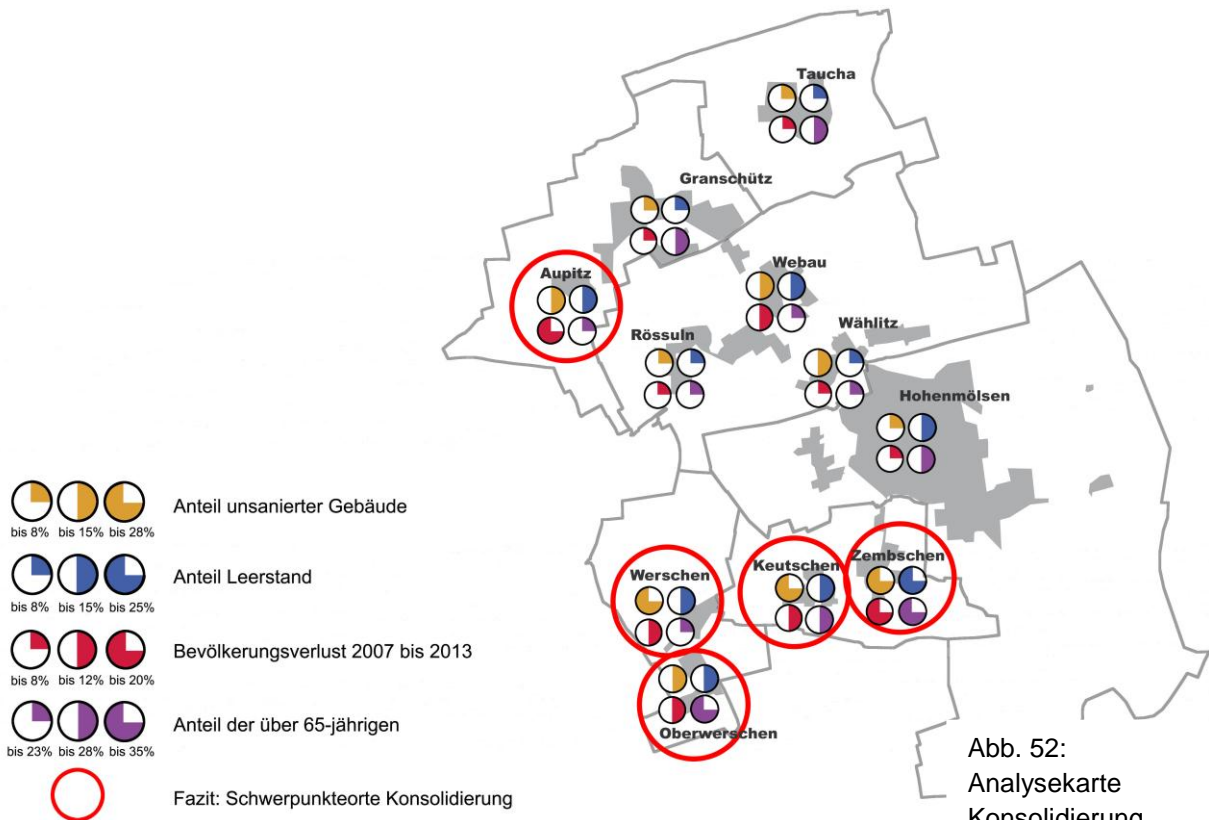 Taucha
Granschütz
Aupitz
Webau
Rössuln
Wählitz
Hohenmölsen
Werschen
Keutschen
Zembschen
Oberwerschen
Anteil unsanierter Gebäude
bis 8% bis 15% bis 28%
Anteil Leerstand
bis 8% bis 15% bis 25%
Bevölkerungsverlust 2007 bis 2013
bis 8% bis 12% bis 20%
Anteil der über 65-jährigen
bis 23% bis 28% bis 35%
Fazit: Schwerpunkteorte Konsolidierung
Abb. 52:
Analysekarte
Konsolidierung